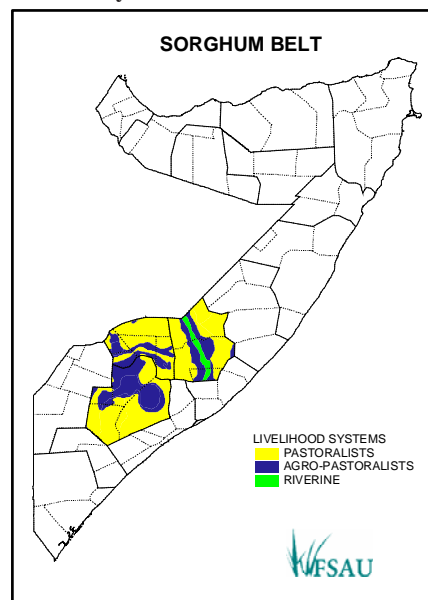 SORGHUM BELT
LIVELIHOOD SYSTEMS
PASTORALISTS
AGRO-PASTORALISTS
RIVERINE
FSAU